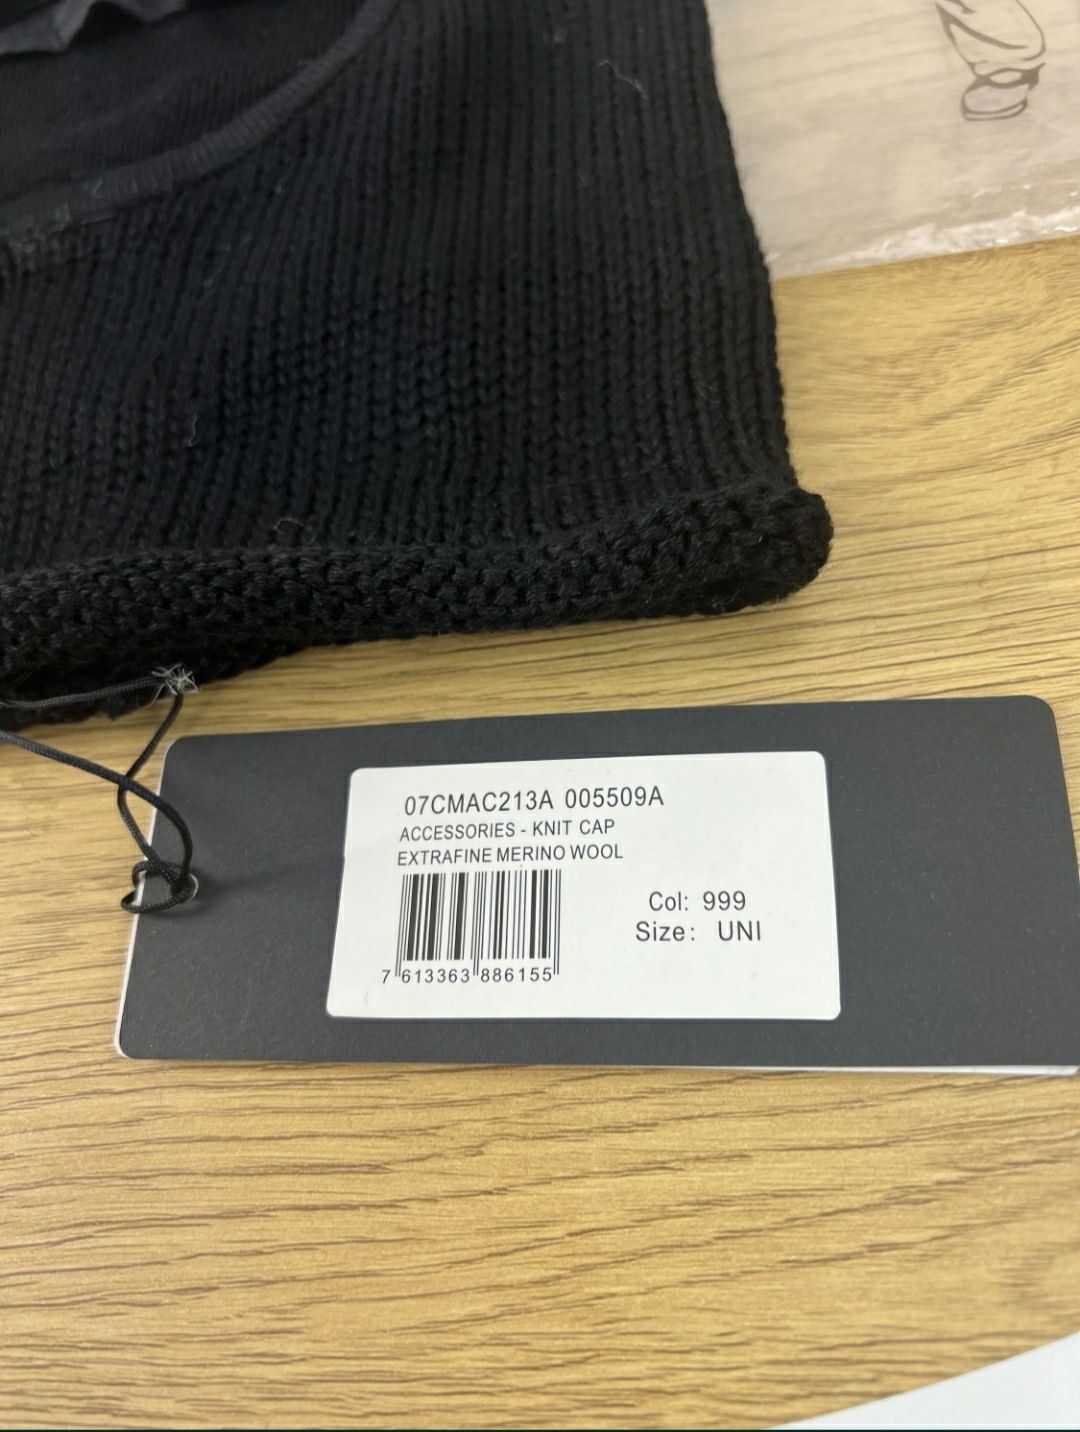 07CMAC213A 005509A
ACCESSORIES - KNIT CAP
EXTRAFINE MERINO WOOL
Col: 999
Size: UNI
7 613363 886155